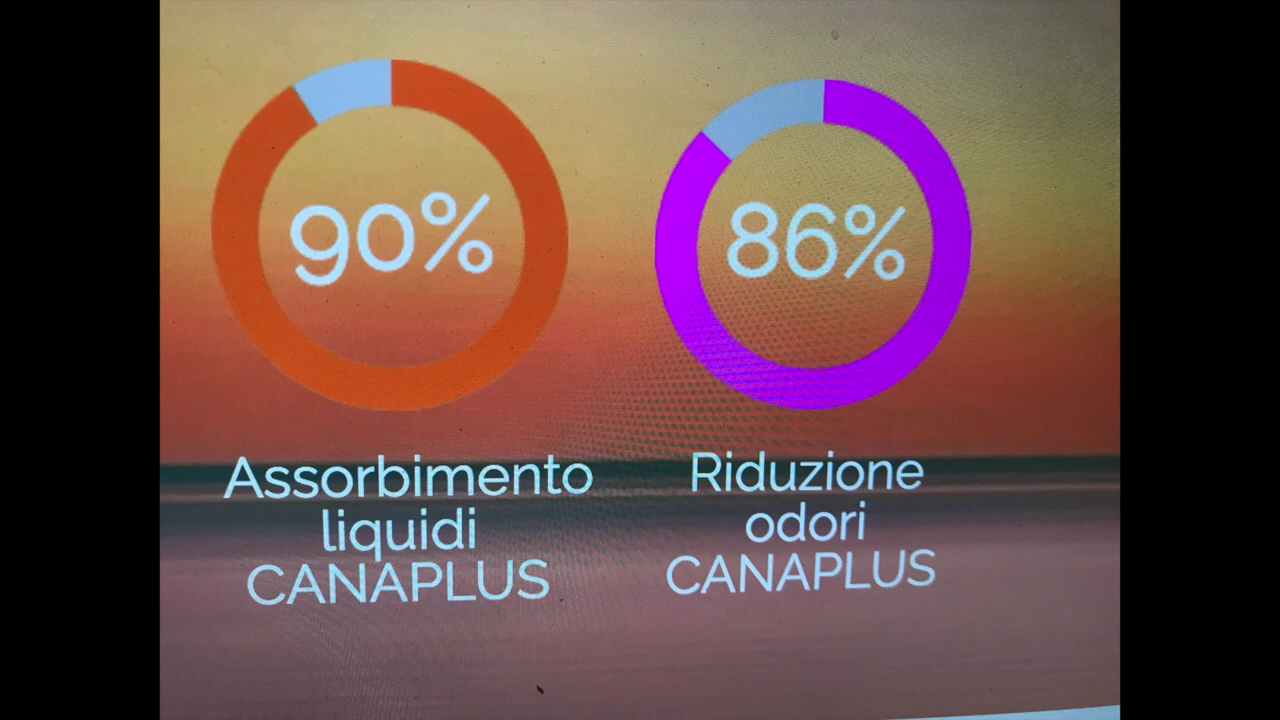 90%
Assorbimento
liquidi
CANAPLUS
86%
Riduzione
odori
CANAPLUS